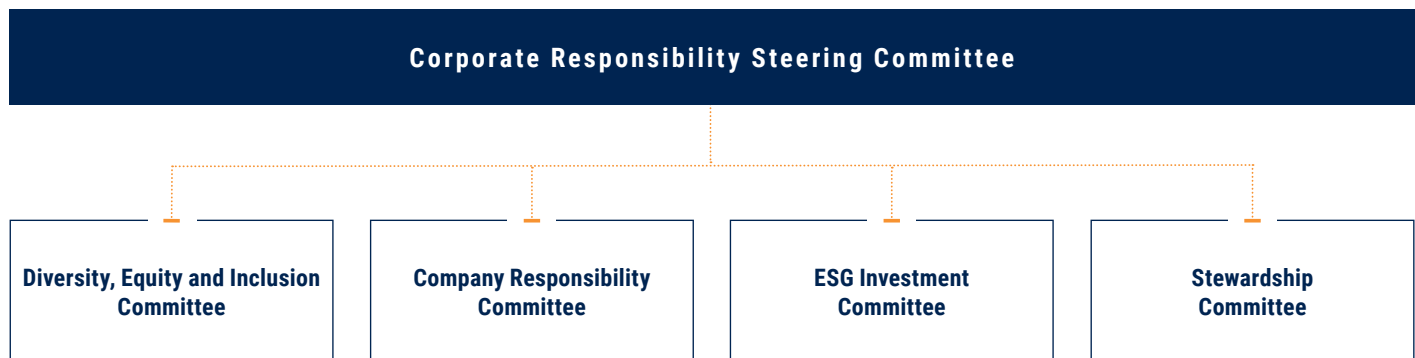 Corporate Responsibility Steering Committee
Diversity, Equity and Inclusion
Committee
Company Responsibility
Committee
ESG Investment
Committee
Stewardship
Committee